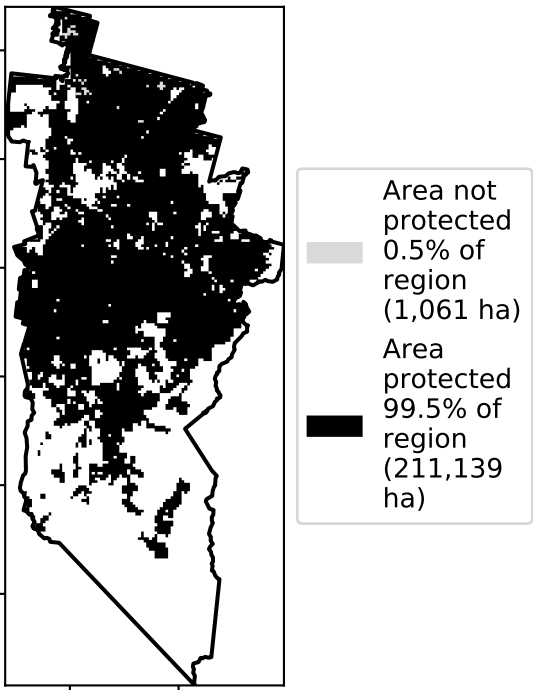 Area not
protected
0.5% of
region
(1,061 ha)
Area
protected
99.5% of
region
(211,139
ha)